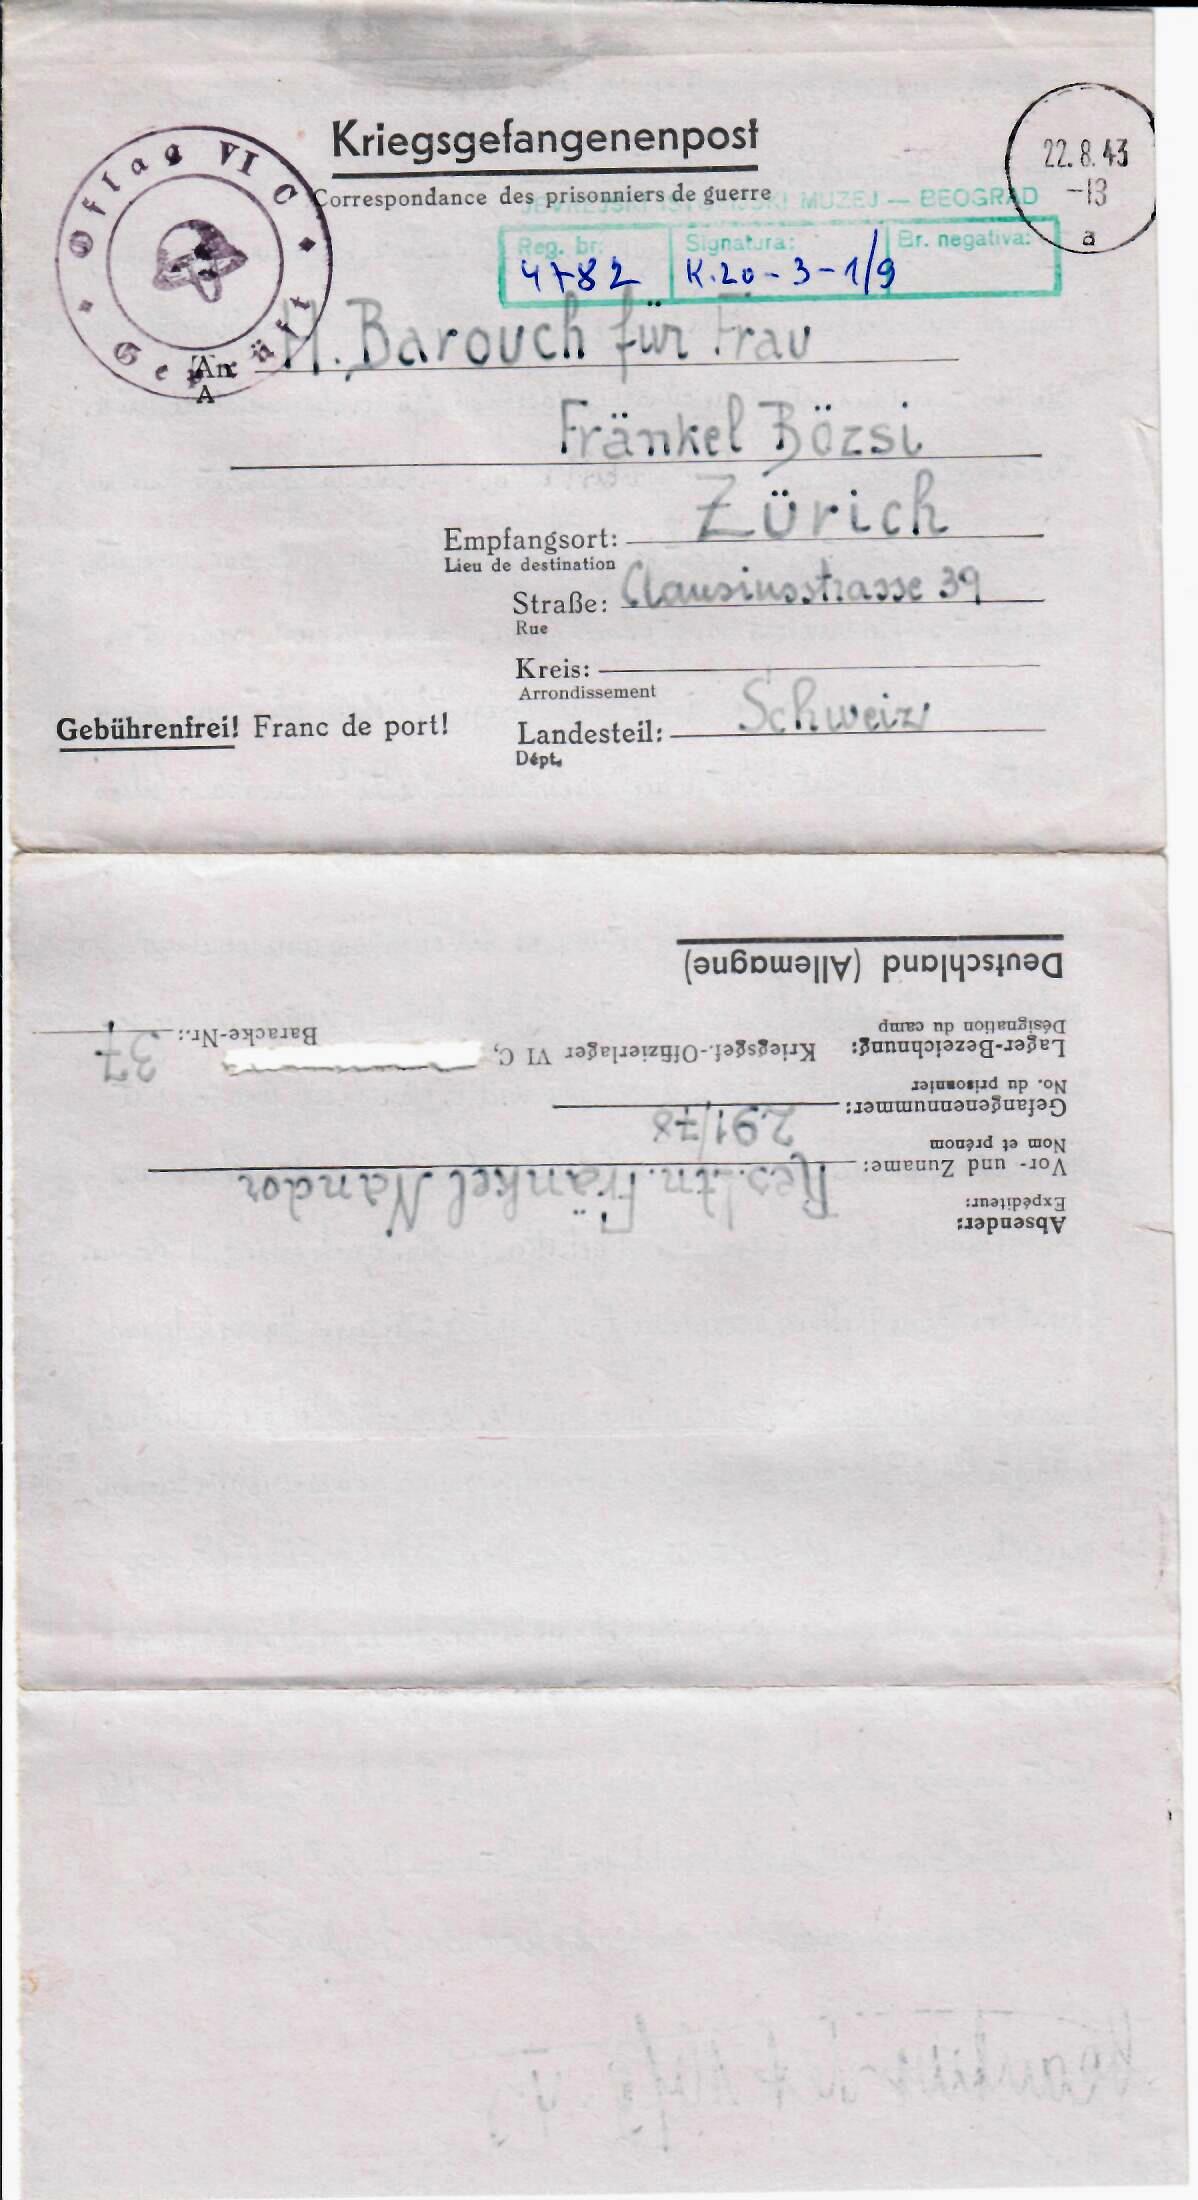 Kriegsgefangenenpost
Correspondance des prisonniers de guerre
Oflag VI C
Geprüft
22.8.43
-13
a
JEVREJSKI ISTORIJSKI MUZEJ — BEOGRAD
Reg. br: Signatura: Br. negativa:
4782 K.20-3-1/9
An M. Barouch für Frau
A
Fränkel Bözsi
Empfangsort: Zürich
Lieu de destination
Straße: Clausiusstrasse 39
Rue
Kreis:
Arrondissement
Gebührenfrei! Franc de port! Landesteil: Schweiz
Dépt.
Absender:
Expéditeur:
Vor- und Zuname: Res. Ltn. Fränkel Nándor
Nom et prénom
Gefangenennummer: 291/78
No. du prisonnier
Lager-Bezeichnung: Kriegsgef.-Offizierlager VI C, Baracke-Nr.: 37
Désignation du camp
Deutschland (Allemagne)